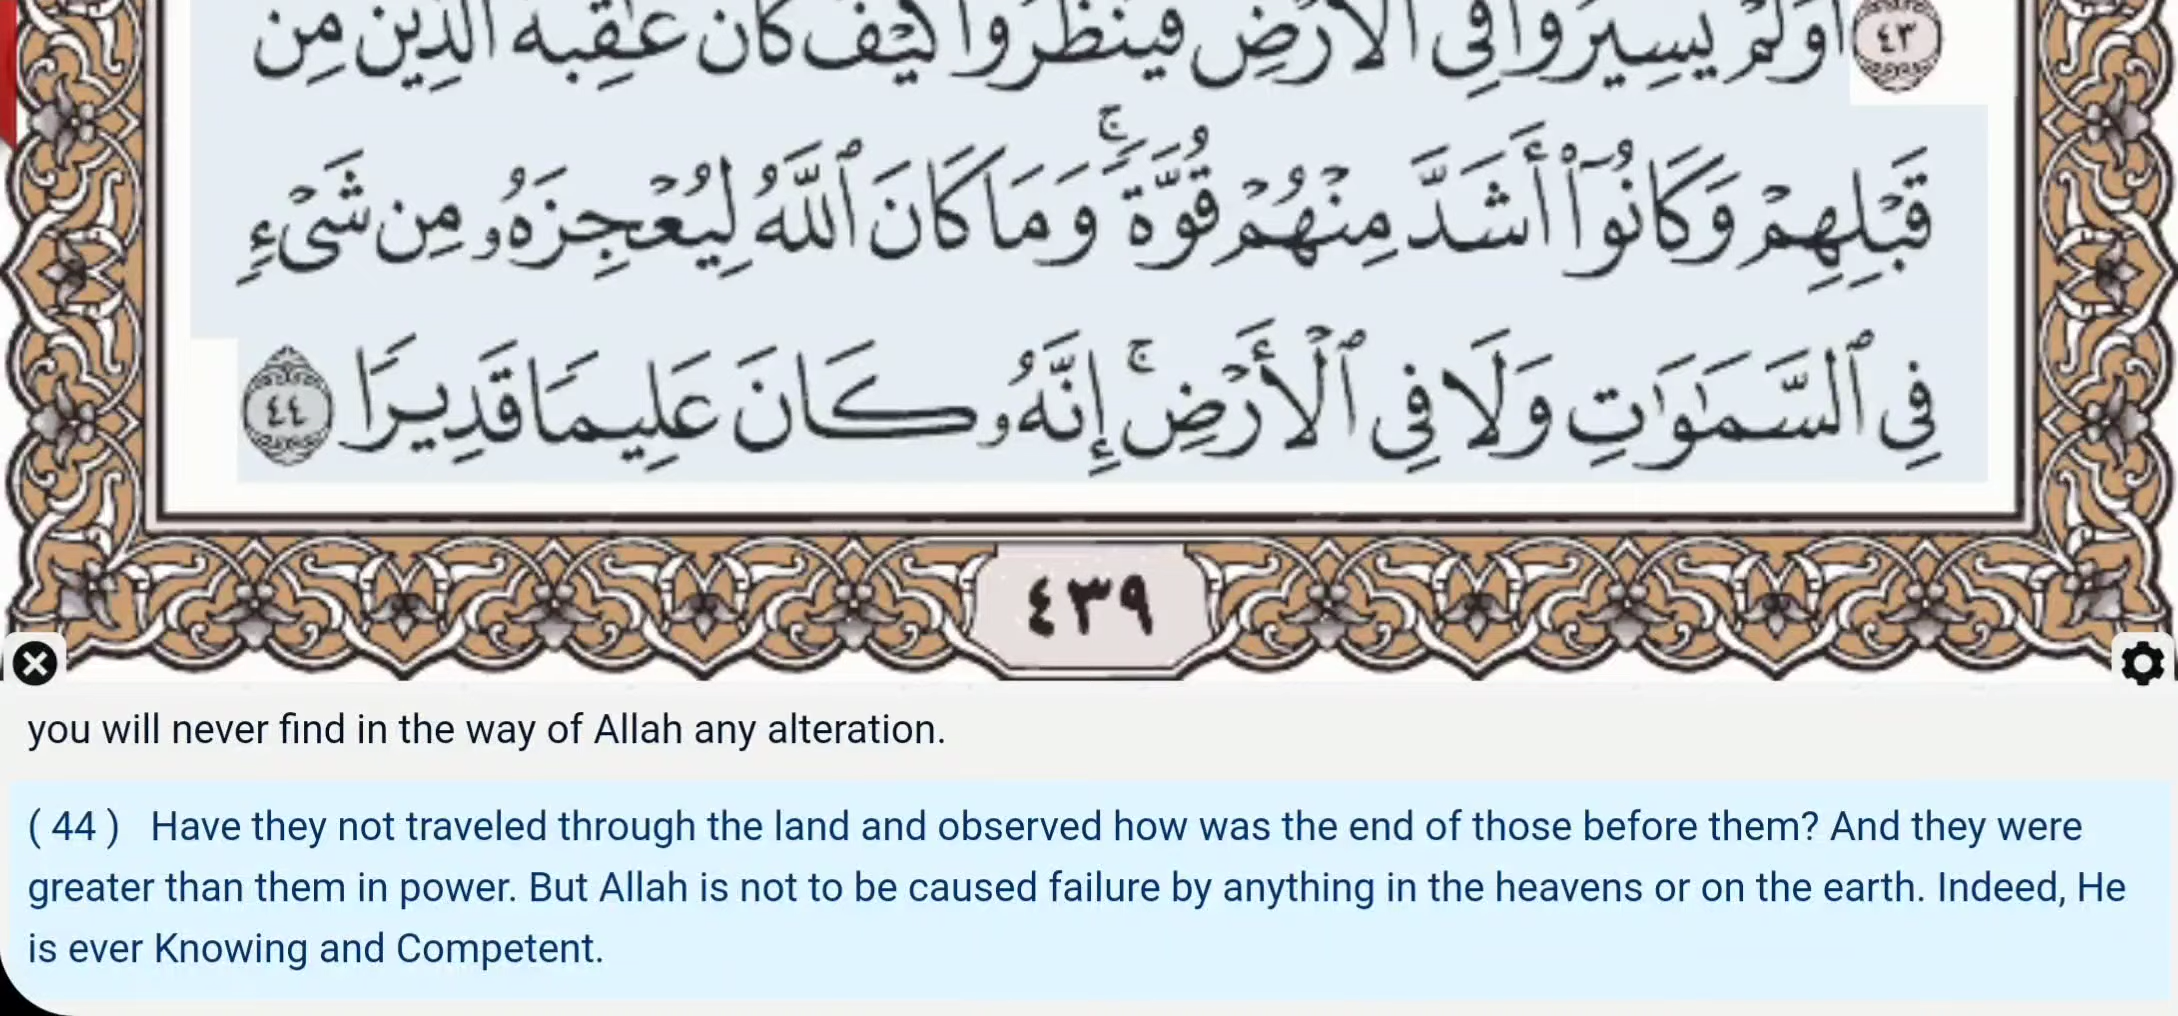 ٤٣ أَوَلَمْ يَسِيرُوا۟ فِى ٱلْأَرْضِ فَيَنظُرُوا۟ كَيْفَ كَانَ عَـٰقِبَةُ ٱلَّذِينَ مِن
قَبْلِهِمْ وَكَانُوٓا۟ أَشَدَّ مِنْهُمْ قُوَّةً ۚ وَمَا كَانَ ٱللَّهُ لِيُعْجِزَهُۥ مِن شَىْءٍ
فِى ٱلسَّمَـٰوَٰتِ وَلَا فِى ٱلْأَرْضِ ۚ إِنَّهُۥ كَانَ عَلِيمًا قَدِيرًا ٤٤
٤٣٩
you will never find in the way of Allah any alteration.
( 44 ) Have they not traveled through the land and observed how was the end of those before them? And they were
greater than them in power. But Allah is not to be caused failure by anything in the heavens or on the earth. Indeed, He
is ever Knowing and Competent.